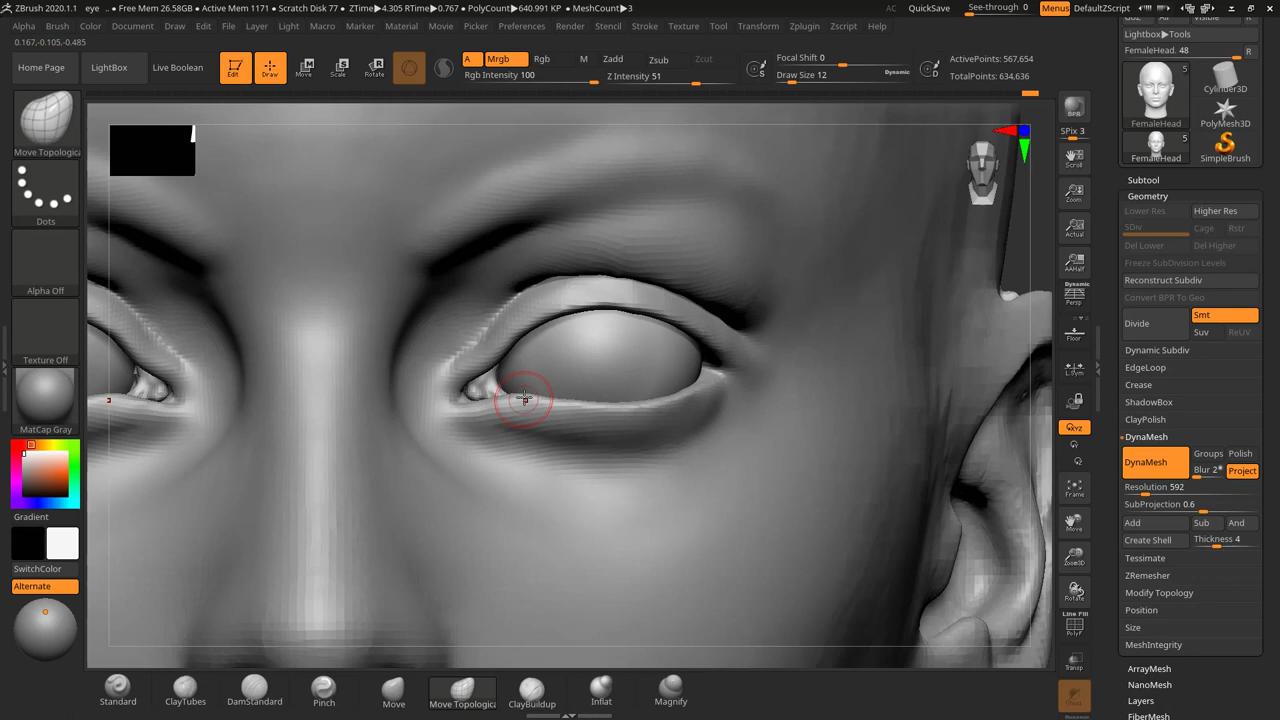 ZBrush 2020.1.1 eye .. • Free Mem 26.58GB • Active Mem 1171 • Scratch Disk 77 • ZTime▶4.305 RTime▶0.767 • PolyCount▶640.991 KP • MeshCount▶3
AC QuickSave See-through 0 Menus DefaultZScript
Alpha Brush Color Document Draw Edit File Layer Light Macro Marker Material Movie Picker Preferences Render Stencil Stroke Texture Tool Transform Zplugin Zscript Help
0.167,-0.105,-0.485
Home Page LightBox Live Boolean
Edit Draw Move Scale Rotate
A Mrgb Rgb M Zadd Zsub Zcut
Rgb Intensity 100 Z Intensity 51
S Focal Shift 0
Draw Size 12 Dynamic
D ActivePoints: 567,654
TotalPoints: 634,636
Move Topologica
Dots
Alpha Off
Texture Off
MatCap Gray
Gradient
SwitchColor
Alternate
BPR
SPix 3
Scroll
Zoom
Actual
AAHalf
Dynamic
Persp
Floor
L.Sym
XYZ
Frame
Move
Zoom3D
Rotate
Line Fill
PolyF
Transp
Lightbox▶Tools
FemaleHead. 48 R
5
FemaleHead
Cylinder3D
PolyMesh3D
5
FemaleHead SimpleBrush
Subtool
Geometry
Lower Res Higher Res
SDiv Cage Rstr
Del Lower Del Higher
Freeze SubDivision Levels
Reconstruct Subdiv
Convert BPR To Geo
Divide Smt
Suv ReUV
Dynamic Subdiv
EdgeLoop
Crease
ShadowBox
ClayPolish
DynaMesh
DynaMesh Groups Polish
Blur 2 Project
Resolution 592
SubProjection 0.6
Add Sub And
Create Shell Thickness 4
Tessimate
ZRemesher
Modify Topology
Position
Size
MeshIntegrity
ArrayMesh
NanoMesh
Layers
FiberMesh
Standard ClayTubes DamStandard Pinch Move Move Topological ClayBuildup Inflat Magnify